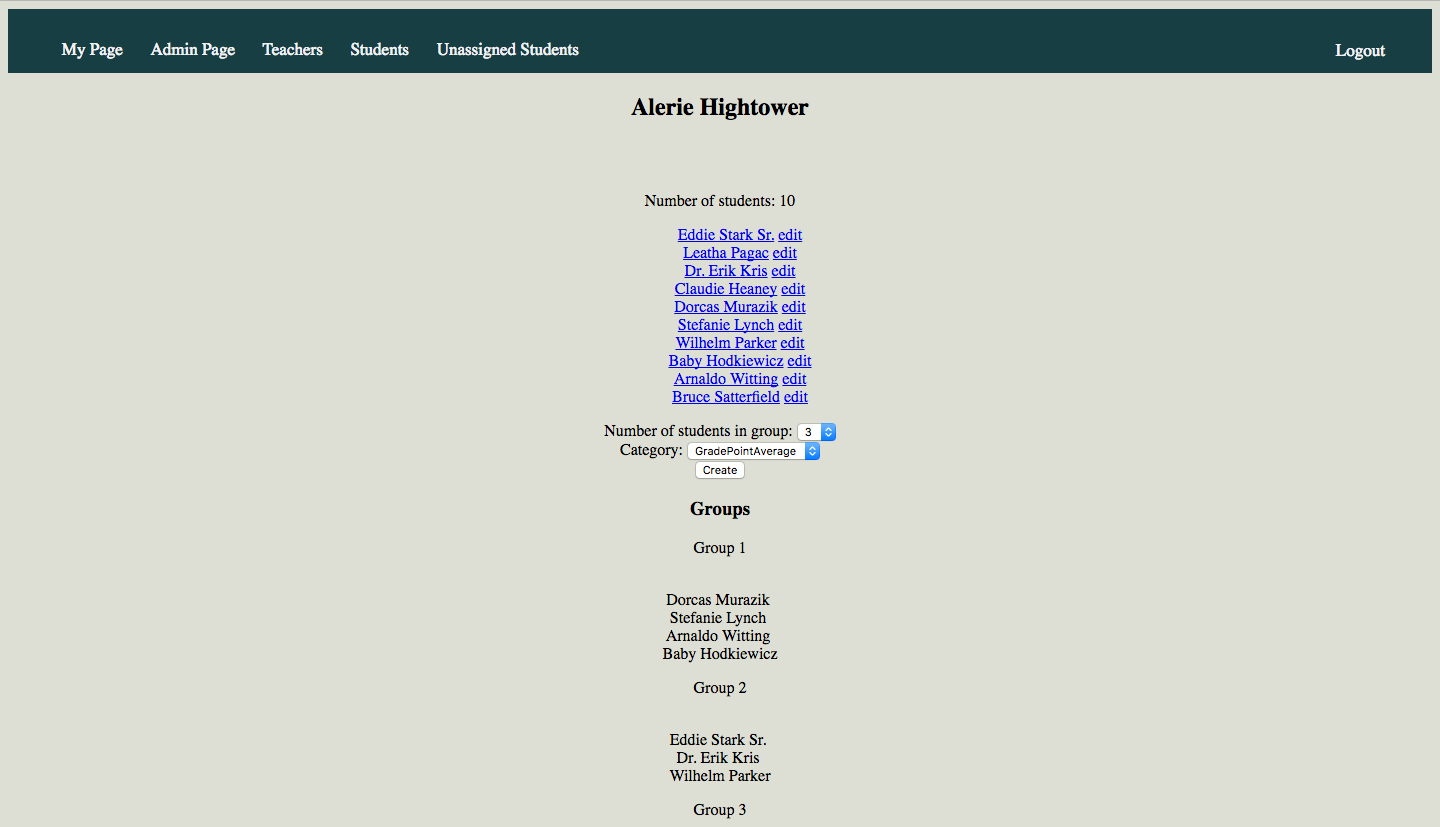 My Page Admin Page Teachers Students Unassigned Students Logout
Alerie Hightower
Number of students: 10
Eddie Stark Sr. edit
Leatha Pagac edit
Dr. Erik Kris edit
Claudie Heaney edit
Dorcas Murazik edit
Stefanie Lynch edit
Wilhelm Parker edit
Baby Hodkiewicz edit
Arnaldo Witting edit
Bruce Satterfield edit
Number of students in group: 3
Category: GradePointAverage
Create
Groups
Group 1
Dorcas Murazik
Stefanie Lynch
Arnaldo Witting
Baby Hodkiewicz
Group 2
Eddie Stark Sr.
Dr. Erik Kris
Wilhelm Parker
Group 3